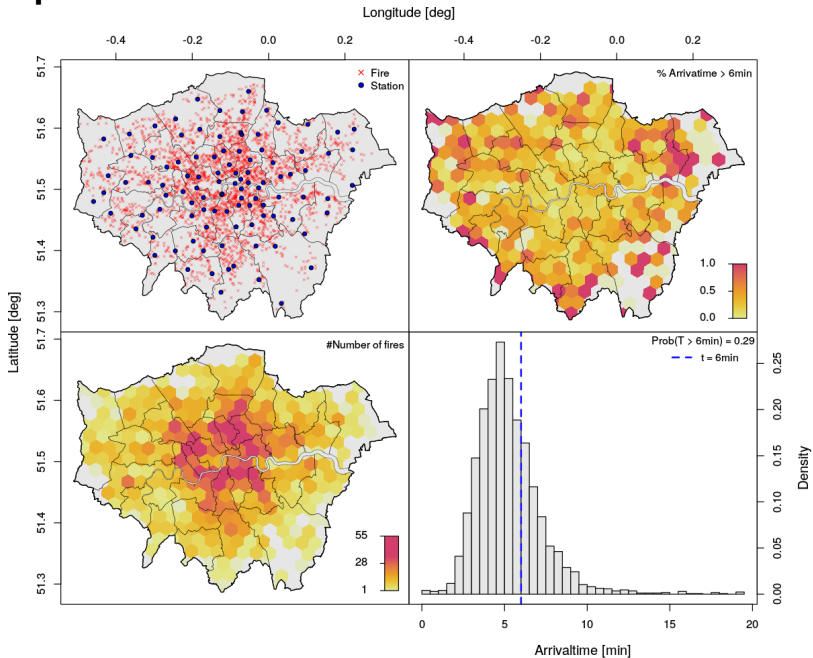 Longitude [deg]
-0.4 -0.2 0.0 0.2
-0.4 -0.2 0.0 0.2
51.7
51.6
51.5
51.4
51.3
Fire
Station
% Arrivatime > 6min
1.0
0.5
0.0
Latitude [deg]
51.7
51.6
51.5
51.4
51.3
#Number of fires
55
28
1
Prob(T > 6min) = 0.29
t = 6min
0.25
0.20
0.15
0.10
0.05
0.00
Density
0 5 10 15 20
Arrivaltime [min]